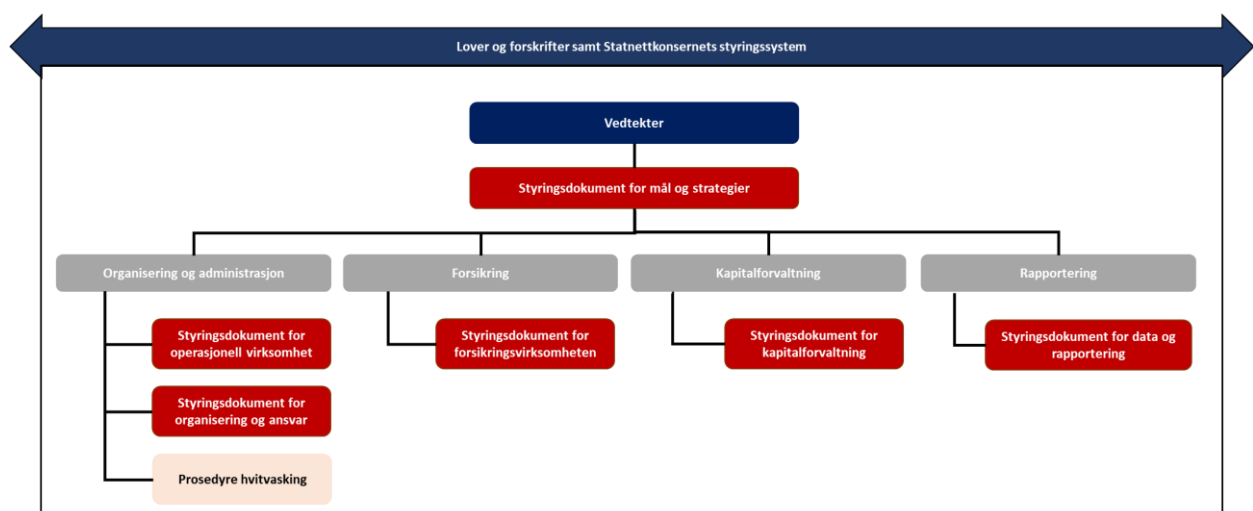 Lover og forskrifter samt Statnettkonsernets styringssystem
Vedtekter
Styringsdokument for mål og strategier
Organisering og administrasjon
Forsikring
Kapitalforvaltning
Rapportering
Styringsdokument for
operasjonell virksomhet
Styringsdokument for
forsikringsvirksomheten
Styringsdokument for
kapitalforvaltning
Styringsdokument for data og
rapportering
Styringsdokument for
organisering og ansvar
Prosedyre hvitvasking